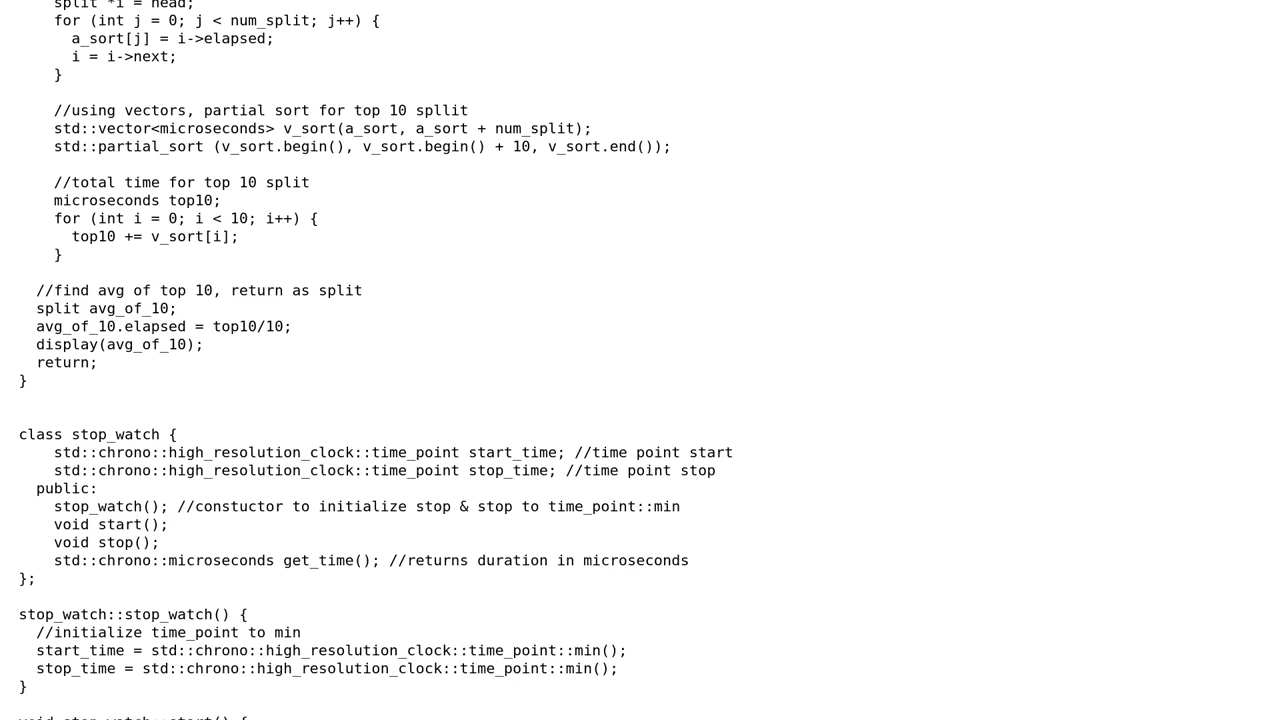 split *i = head;
for (int j = 0; j < num_split; j++) {
a_sort[j] = i->elapsed;
i = i->next;
}
//using vectors, partial sort for top 10 spllit
std::vector<microseconds> v_sort(a_sort, a_sort + num_split);
std::partial_sort (v_sort.begin(), v_sort.begin() + 10, v_sort.end());
//total time for top 10 split
microseconds top10;
for (int i = 0; i < 10; i++) {
top10 += v_sort[i];
}
//find avg of top 10, return as split
split avg_of_10;
avg_of_10.elapsed = top10/10;
display(avg_of_10);
return;
}
class stop_watch {
std::chrono::high_resolution_clock::time_point start_time; //time point start
std::chrono::high_resolution_clock::time_point stop_time; //time point stop
public:
stop_watch(); //constuctor to initialize stop & stop to time_point::min
void start();
void stop();
std::chrono::microseconds get_time(); //returns duration in microseconds
};
stop_watch::stop_watch() {
//initialize time_point to min
start_time = std::chrono::high_resolution_clock::time_point::min();
stop_time = std::chrono::high_resolution_clock::time_point::min();
}
void stop_watch::start() {